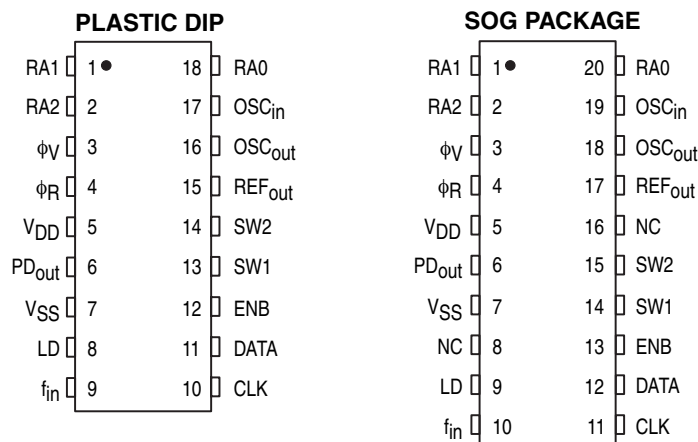 PLASTIC DIP
RA1 1 18 RA0
RA2 2 17 OSCin
ϕV 3 16 OSCout
ϕR 4 15 REFout
VDD 5 14 SW2
PDout 6 13 SW1
VSS 7 12 ENB
LD 8 11 DATA
fin 9 10 CLK
SOG PACKAGE
RA1 1 20 RA0
RA2 2 19 OSCin
ϕV 3 18 OSCout
ϕR 4 17 REFout
VDD 5 16 NC
PDout 6 15 SW2
VSS 7 14 SW1
NC 8 13 ENB
LD 9 12 DATA
fin 10 11 CLK